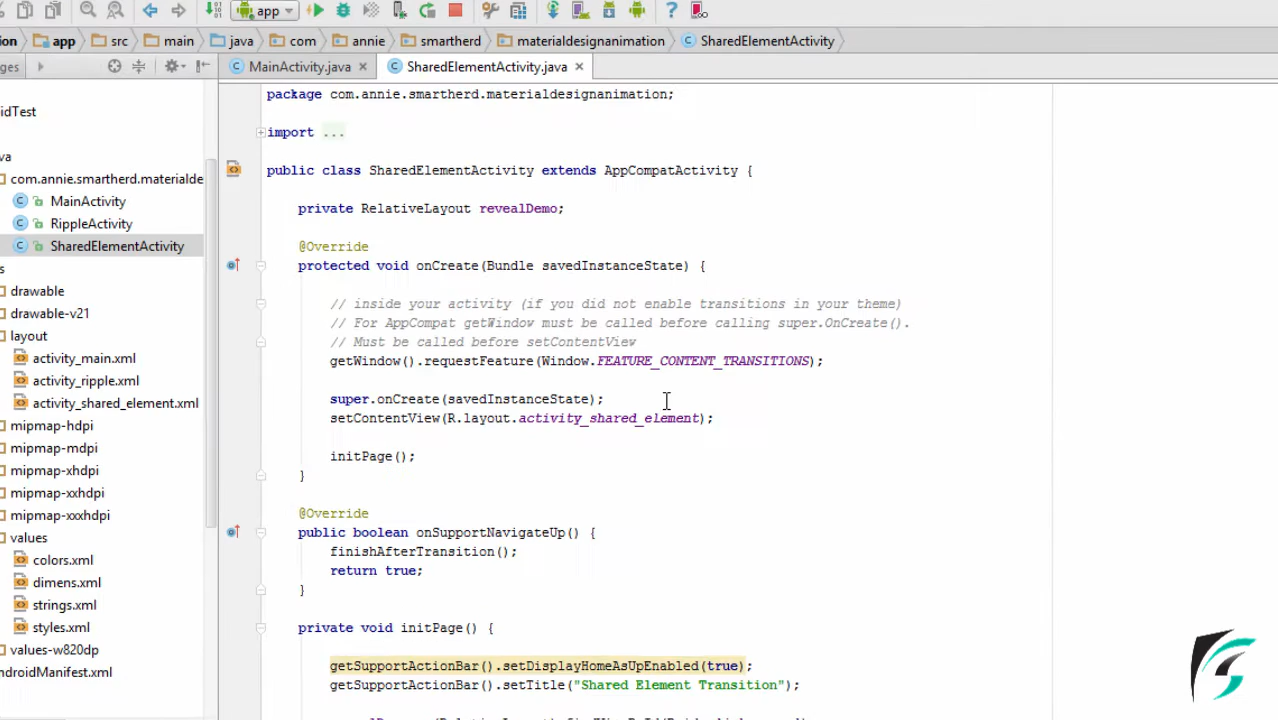 app
app src main java com annie smartherd materialdesignanimation SharedElementActivity
MainActivity.java SharedElementActivity.java
package com.annie.smartherd.materialdesignanimation;
import ...
public class SharedElementActivity extends AppCompatActivity {
private RelativeLayout revealDemo;
@Override
protected void onCreate(Bundle savedInstanceState) {
// inside your activity (if you did not enable transitions in your theme)
// For AppCompat getWindow must be called before calling super.OnCreate().
// Must be called before setContentView
getWindow().requestFeature(Window.FEATURE_CONTENT_TRANSITIONS);
super.onCreate(savedInstanceState);
setContentView(R.layout.activity_shared_element);
initPage();
}
@Override
public boolean onSupportNavigateUp() {
finishAfterTransition();
return true;
}
private void initPage() {
getSupportActionBar().setDisplayHomeAsUpEnabled(true);
getSupportActionBar().setTitle("Shared Element Transition");
com.annie.smartherd.materialde
MainActivity
RippleActivity
SharedElementActivity
drawable
drawable-v21
layout
activity_main.xml
activity_ripple.xml
activity_shared_element.xml
mipmap-hdpi
mipmap-mdpi
mipmap-xhdpi
mipmap-xxhdpi
mipmap-xxxhdpi
values
colors.xml
dimens.xml
strings.xml
styles.xml
values-w820dp
ndroidManifest.xml